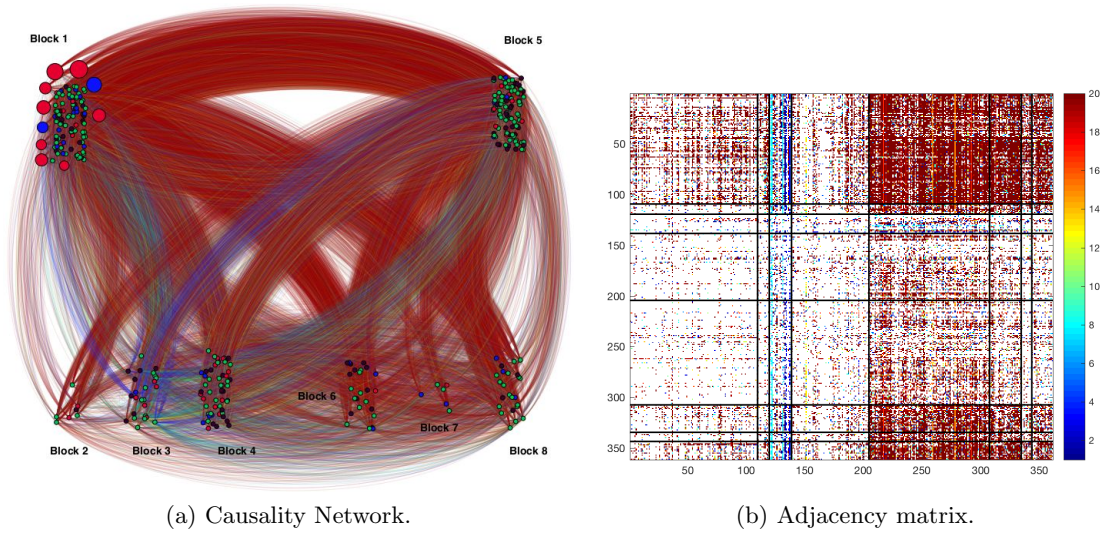 Block 1
Block 5
Block 6
Block 7
Block 2
Block 3
Block 4
Block 8
(a) Causality Network.
50
100
150
200
250
300
350
50
100
150
200
250
300
350
20
18
16
14
12
10
8
6
4
2
(b) Adjacency matrix.